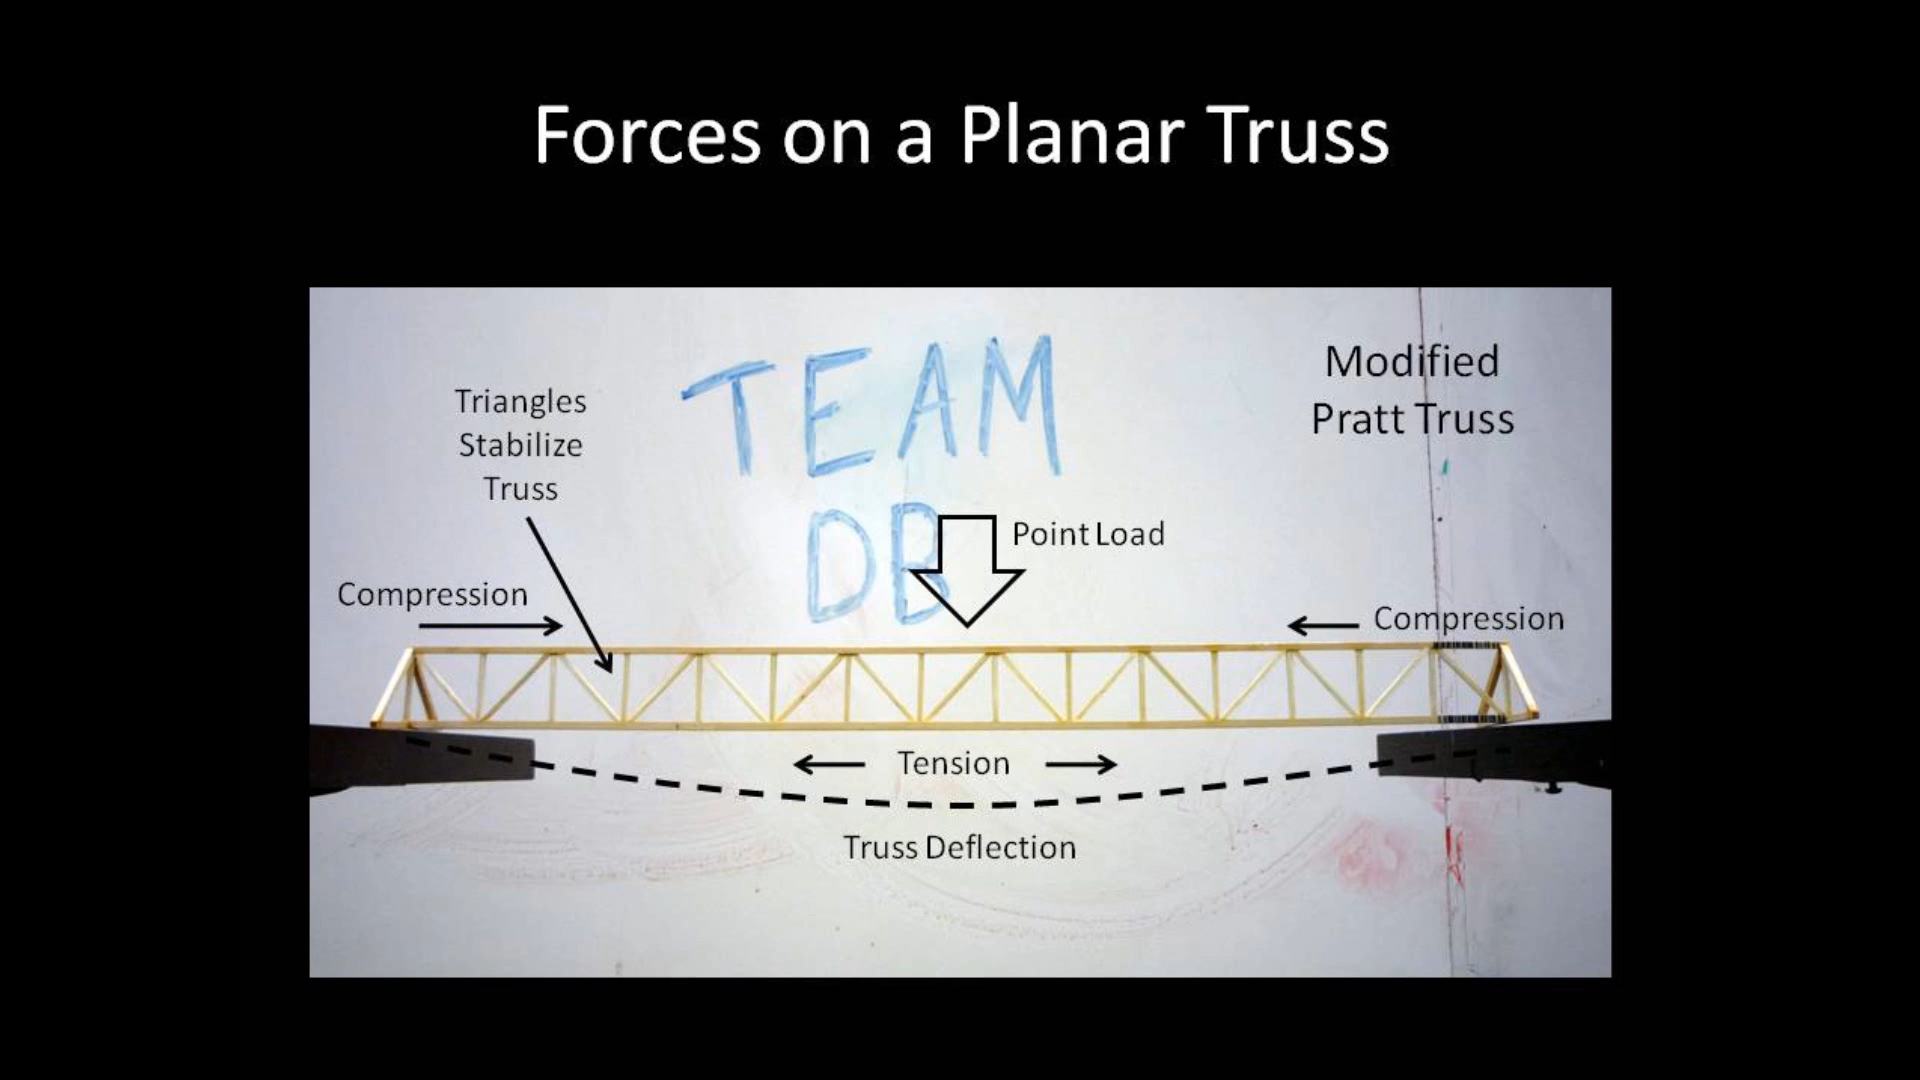 Forces on a Planar Truss
TEAM
DB
Modified
Pratt Truss
Triangles
Stabilize
Truss
Point Load
Compression
Compression
Tension
Truss Deflection